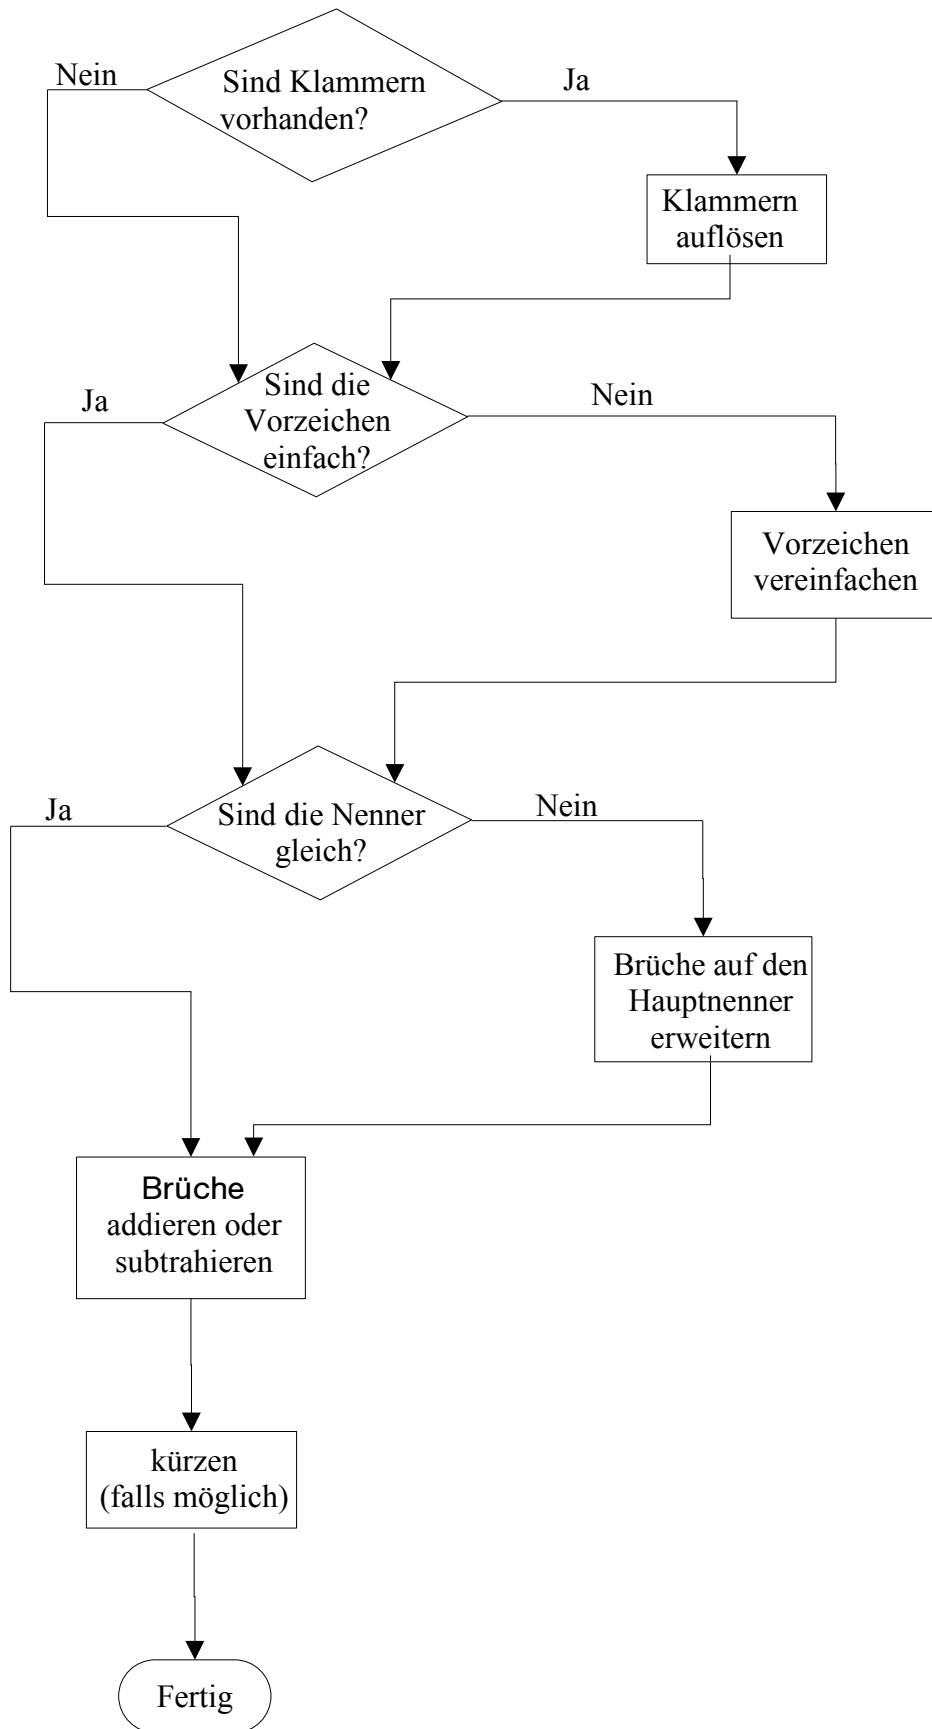 Nein
Sind Klammern
vorhanden?
Ja
Klammern
auflösen
Ja
Sind die
Vorzeichen
einfach?
Nein
Vorzeichen
vereinfachen
Ja
Sind die Nenner
gleich?
Nein
Brüche auf den
Hauptnenner
erweitern
Brüche
addieren oder
subtrahieren
kürzen
(falls möglich)
Fertig